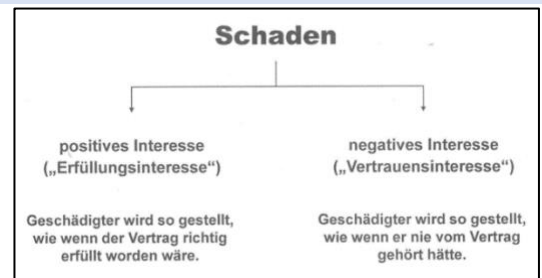 Schaden
positives Interesse
(„Erfüllungsinteresse“)
negatives Interesse
(„Vertrauensinteresse“)
Geschädigter wird so gestellt,
wie wenn der Vertrag richtig
erfüllt worden wäre.
Geschädigter wird so gestellt,
wie wenn er nie vom Vertrag
gehört hätte.